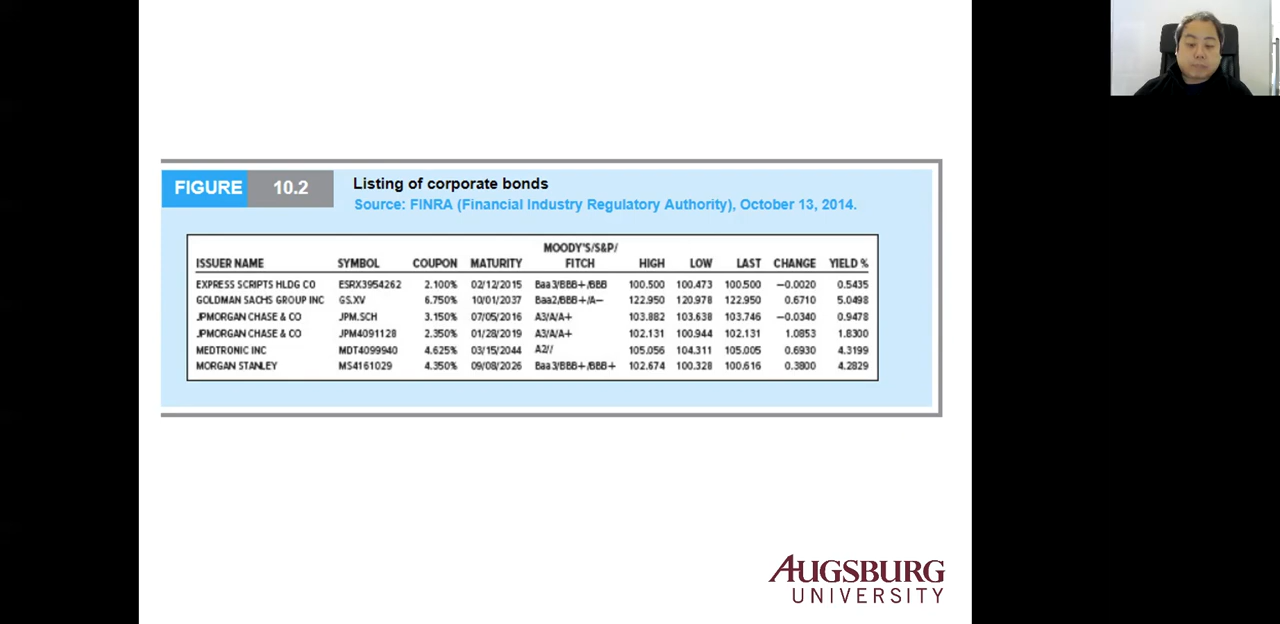 FIGURE 10.2 Listing of corporate bonds
Source: FINRA (Financial Industry Regulatory Authority), October 13, 2014.
MOODY'S/S&P/
ISSUER NAME SYMBOL COUPON MATURITY FITCH HIGH LOW LAST CHANGE YIELD %
EXPRESS SCRIPTS HLDG CO ESRX3954262 2.100% 02/12/2015 Baa3/BBB+/BBB 100.500 100.473 100.500 −0.0020 0.5435
GOLDMAN SACHS GROUP INC GS.XV 6.750% 10/01/2037 Baa2/BBB+/A− 122.950 120.978 122.950 0.6710 5.0498
JPMORGAN CHASE & CO JPM.SCH 3.150% 07/05/2016 A3/A/A+ 103.882 103.638 103.746 −0.0340 0.9478
JPMORGAN CHASE & CO JPM4091128 2.350% 01/28/2019 A3/A/A+ 102.131 100.944 102.131 1.0853 1.8300
MEDTRONIC INC MDT4099940 4.625% 03/15/2044 A2// 105.056 104.311 105.005 0.6930 4.3199
MORGAN STANLEY MS4161029 4.350% 09/08/2026 Baa3/BBB+/BBB+ 102.674 100.328 100.616 0.3800 4.2829
AUGSBURG
UNIVERSITY